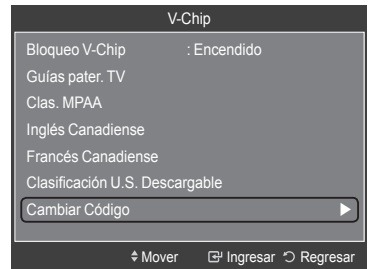 V-Chip
Bloqueo V-Chip : Encendido
Guías pater. TV
Clas. MPAA
Inglés Canadiense
Francés Canadiense
Clasificación U.S. Descargable
Cambiar Código
Mover Ingresar Regresar